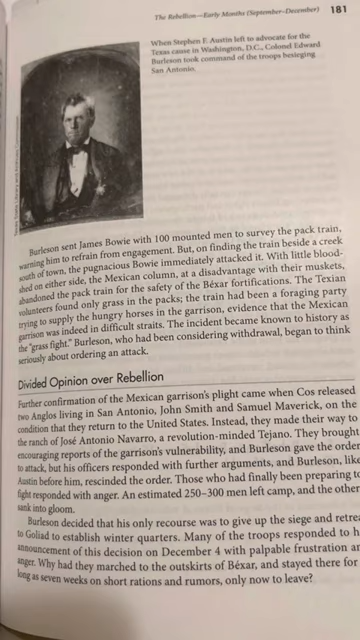 The Rebellion—Early Months (September–December) 181
When Stephen F. Austin left to advocate for the
Texas cause in Washington, D.C., Colonel Edward
Burleson took command of the troops besieging
San Antonio.
Burleson sent James Bowie with 100 mounted men to survey the pack train,
warning him to refrain from engagement. But, on finding the train beside a creek
south of town, the pugnacious Bowie immediately attacked it. With little blood-
shed on either side, the Mexican column, at a disadvantage with their muskets,
abandoned the pack train for the safety of the Béxar fortifications. The Texian
volunteers found only grass in the packs; the train had been a foraging party
trying to supply the hungry horses in the garrison, evidence that the Mexican
garrison was indeed in difficult straits. The incident became known to history as
the "grass fight." Burleson, who had been considering withdrawal, began to think
seriously about ordering an attack.
Divided Opinion over Rebellion
Further confirmation of the Mexican garrison's plight came when Cos released
two Anglos living in San Antonio, John Smith and Samuel Maverick, on the
condition that they return to the United States. Instead, they made their way to
the ranch of José Antonio Navarro, a revolution-minded Tejano. They brought
encouraging reports of the garrison's vulnerability, and Burleson gave the order
to attack, but his officers responded with further arguments, and Burleson, like
Austin before him, rescinded the order. Those who had finally been preparing to
fight responded with anger. An estimated 250–300 men left camp, and the other
sank into gloom.
Burleson decided that his only recourse was to give up the siege and retre
to Goliad to establish winter quarters. Many of the troops responded to h
announcement of this decision on December 4 with palpable frustration an
anger. Why had they marched to the outskirts of Béxar, and stayed there for
long as seven weeks on short rations and rumors, only now to leave?